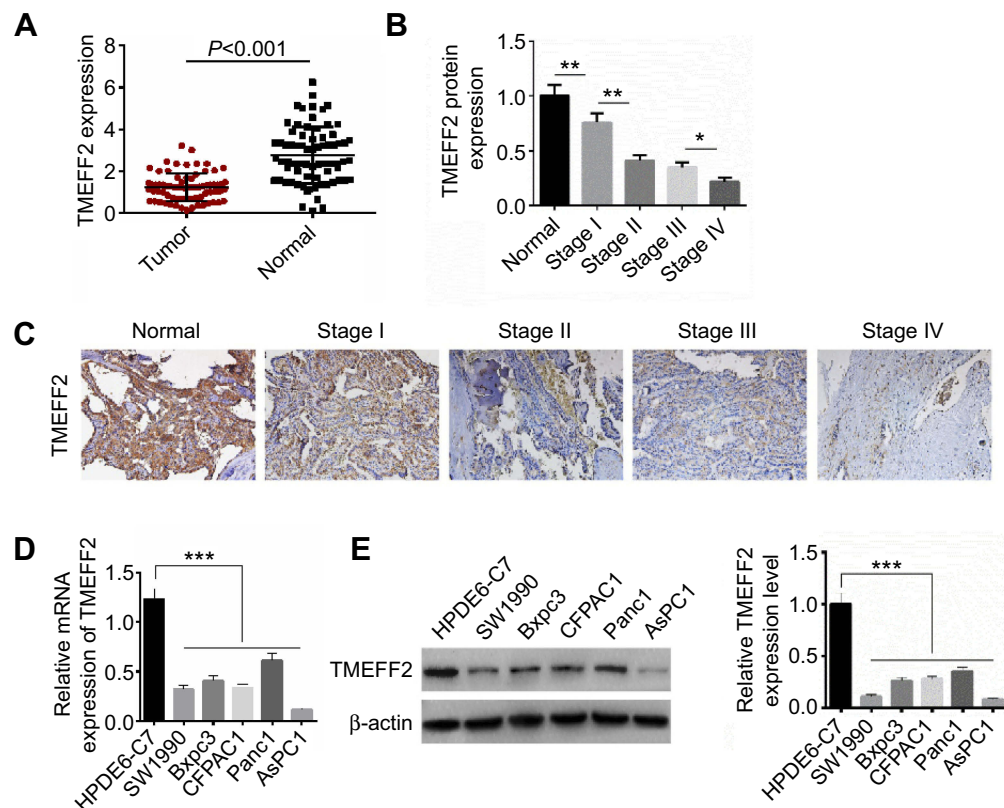 A
P<0.001
TMEFF2 expression
8
6
4
2
0
Tumor
Normal
B
TMEFF2 protein
expression
1.5
1.0
0.5
0.0
**
**
*
Normal
Stage I
Stage II
Stage III
Stage IV
C
Normal
Stage I
Stage II
Stage III
Stage IV
TMEFF2
D
Relative mRNA
expression of TMEFF2
1.5
1.0
0.5
0.0
***
HPDE6-C7
SW1990
Bxpc3
CFPAC1
Panc1
AsPC1
E
HPDE6-C7
SW1990
Bxpc3
CFPAC1
Panc1
AsPC1
TMEFF2
β-actin
Relative TMEFF2
expression level
1.5
1.0
0.5
0.0
***
HPDE6-C7
SW1990
Bxpc3
CFPAC1
Panc1
AsPC1